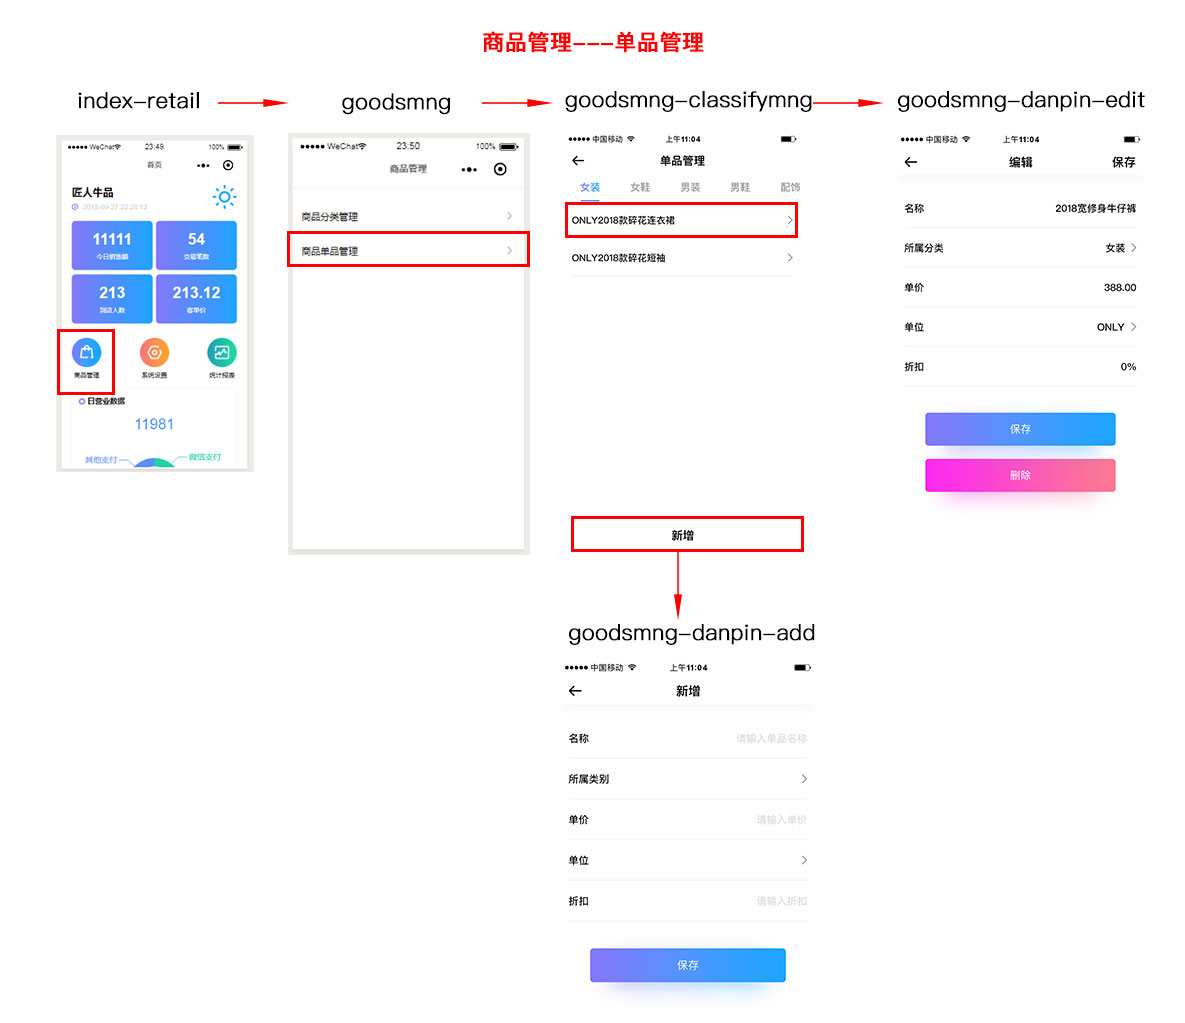 商品管理---单品管理
index-retail
goodsmng
goodsmng-classifymng
goodsmng-danpin-edit
WeChat 23:49 100%
首页
匠人牛品
2018-09-27 22:28:12
11111
今日销售额
54
交易笔数
213
到店人数
213.12
客单价
商品管理
系统设置
统计报表
日营业数据
11981
其他支付
微信支付
WeChat 23:50 100%
商品管理
商品分类管理
商品单品管理
中国移动 上午11:04
单品管理
女装 女鞋 男装 男鞋 配饰
ONLY2018款碎花连衣裙
ONLY2018款碎花短袖
新增
中国移动 上午11:04
编辑 保存
名称 2018宽修身牛仔裤
所属分类 女装
单价 388.00
单位 ONLY
折扣 0%
保存
删除
goodsmng-danpin-add
中国移动 上午11:04
新增
名称 请输入单品名称
所属类别
单价 请输入单价
单位
折扣 请输入折扣
保存